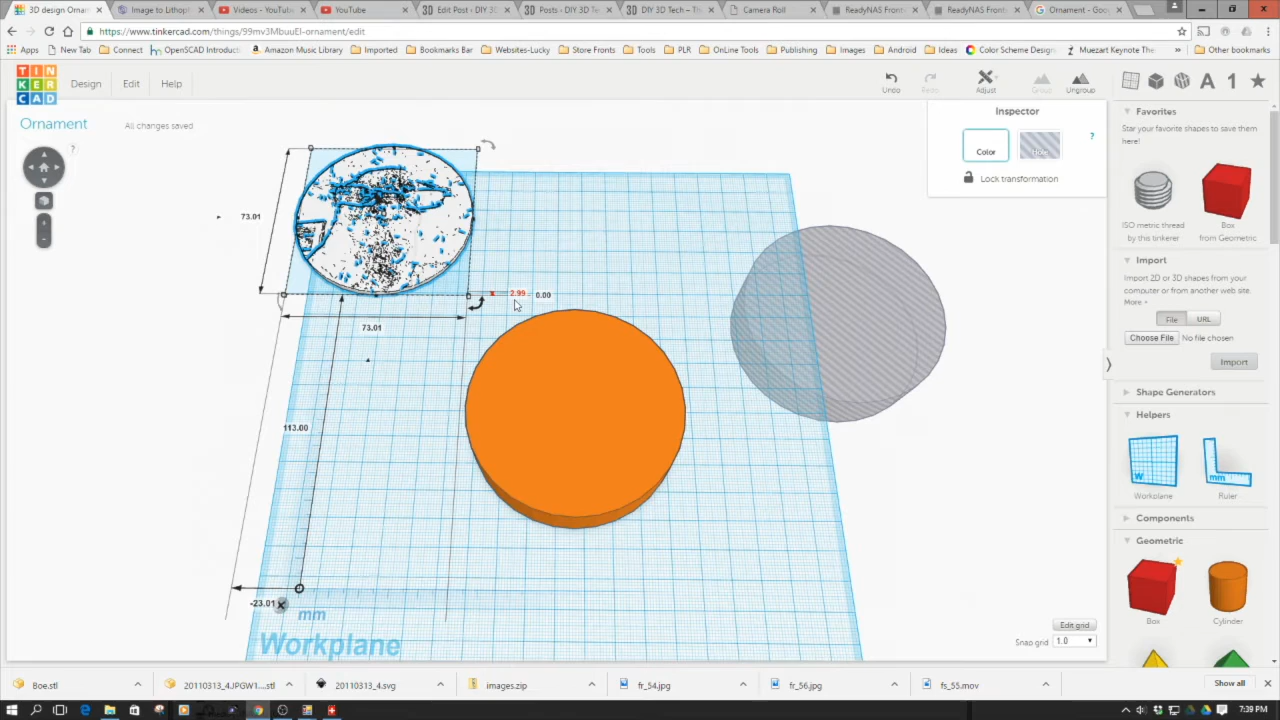 3D design Ornam
Image to Lithopl
Videos - YouTub
YouTube
Edit Post ‹ DIY 3D
Posts ‹ DIY 3D Te
DIY 3D Tech – Th
Camera Roll
ReadyNAS Front
ReadyNAS Front
Ornament - Goo
https://www.tinkercad.com/things/99mv3MbuuEl-ornament/edit
Apps
New Tab
Connect
OpenSCAD Introducti
Amazon Music Library
Imported
Bookmarks Bar
Websites-Lucky
Store Fronts
Tools
PLR
OnLine Tools
Publishing
Images
Android
Ideas
Color Scheme Design
Muezart Keynote The
»
Other bookmarks
TIN
KER
CAD
Design
Edit
Help
Undo
Redo
Adjust
Group
Ungroup
Ornament
All changes saved
?
Inspector
Color
Hole
?
Lock transformation
73.01
73.01
2.99
0.00
113.00
-23.01
mm
Workplane
Favorites
Star your favorite shapes to save them
here!
ISO metric thread
by this tinkerer
Box
from Geometric
Import
Import 2D or 3D shapes from your
computer or from another web site.
More
File
URL
Choose File
No file chosen
Import
Shape Generators
Helpers
W
mm
Workplane
Ruler
Components
Geometric
Box
Cylinder
Edit grid
Snap grid
1.0
Boe.stl
20110313_4.JPGW1....stl
20110313_4.svg
images.zip
fr_54.jpg
fr_56.jpg
fs_55.mov
Show all
7:39 PM